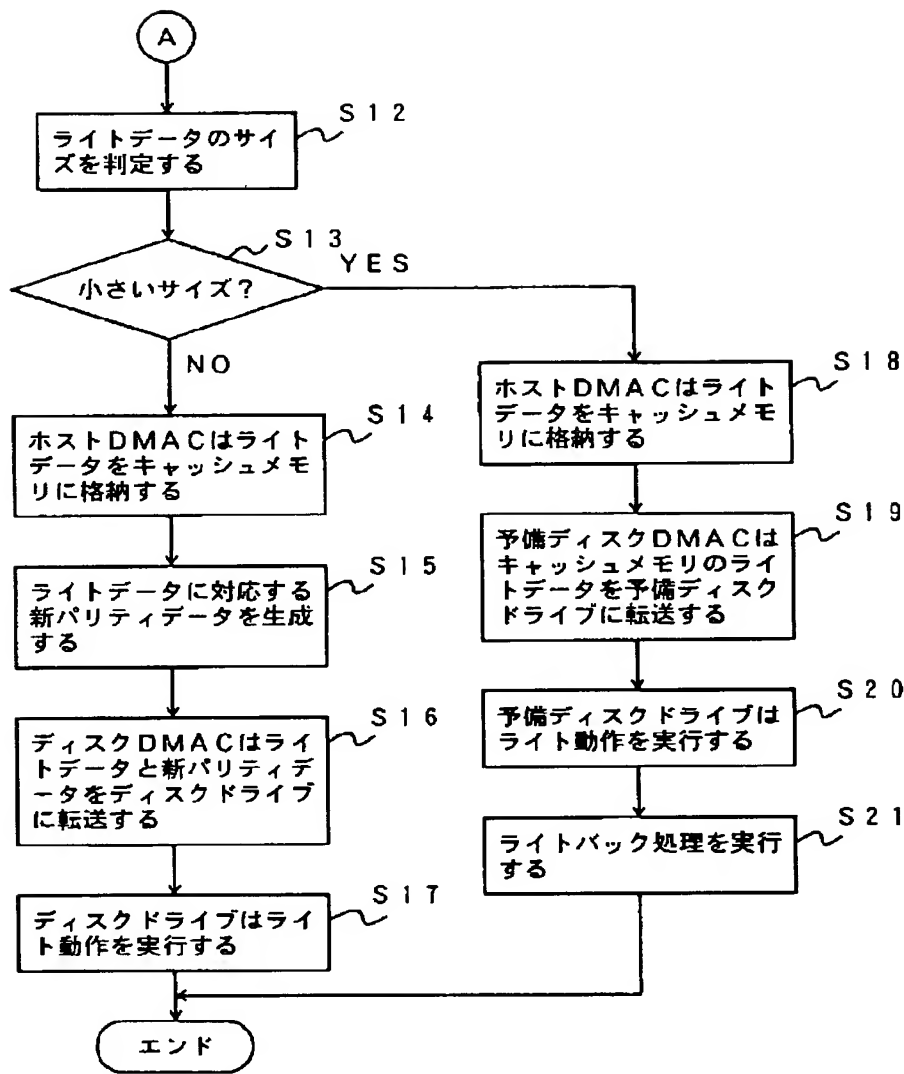 A
S12
ライトデータのサイ
ズを判定する
S13
YES
小さいサイズ?
NO
S14
ホストDMACはライト
データをキャッシュメモ
リに格納する
S15
ライトデータに対応する
新パリティデータを生成
する
S16
ディスクDMACはライ
トデータと新パリティデ
ータをディスクドライブ
に転送する
S17
ディスクドライブはライ
ト動作を実行する
S18
ホストDMACはライト
データをキャッシュメモ
リに格納する
S19
予備ディスクDMACは
キャッシュメモリのライ
トデータを予備ディスク
ドライブに転送する
S20
予備ディスクドライブは
ライト動作を実行する
S21
ライトバック処理を実行
する
エンド